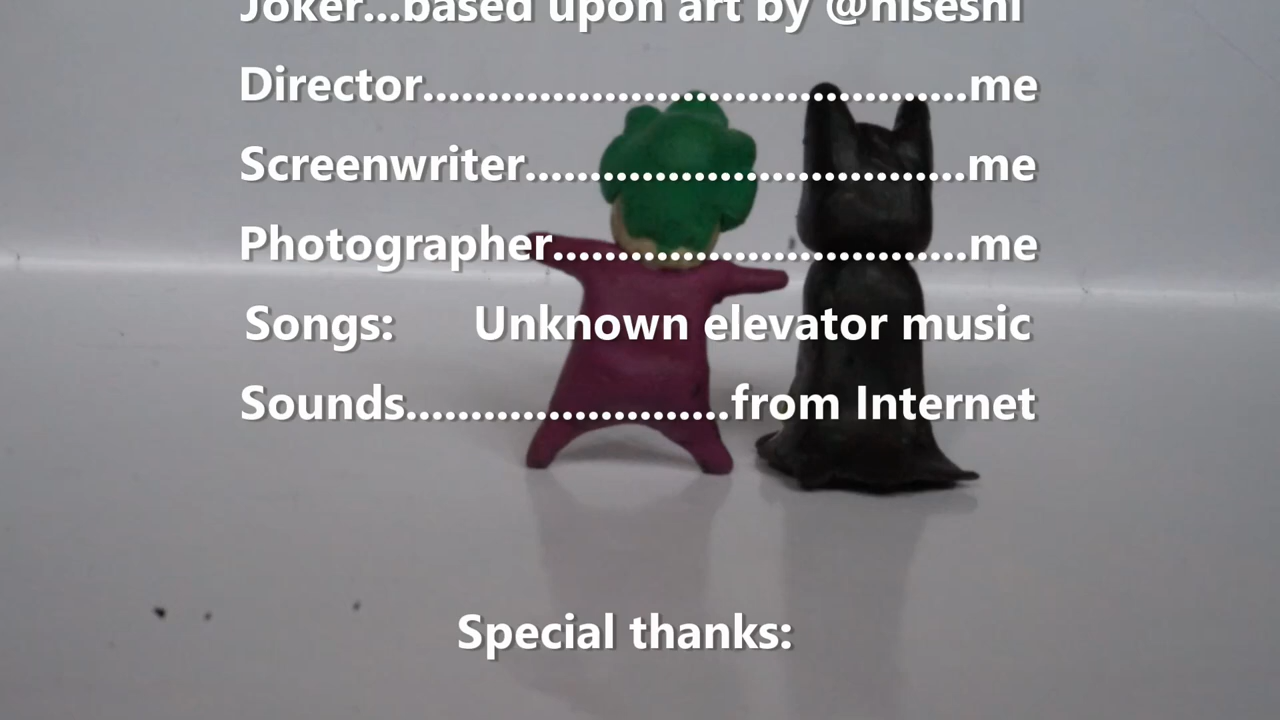 Joker...based upon art by @hiseshi
Director..........................................me
Screenwriter..................................me
Photographer................................me
Songs: Unknown elevator music
Sounds.........................from Internet
Special thanks: